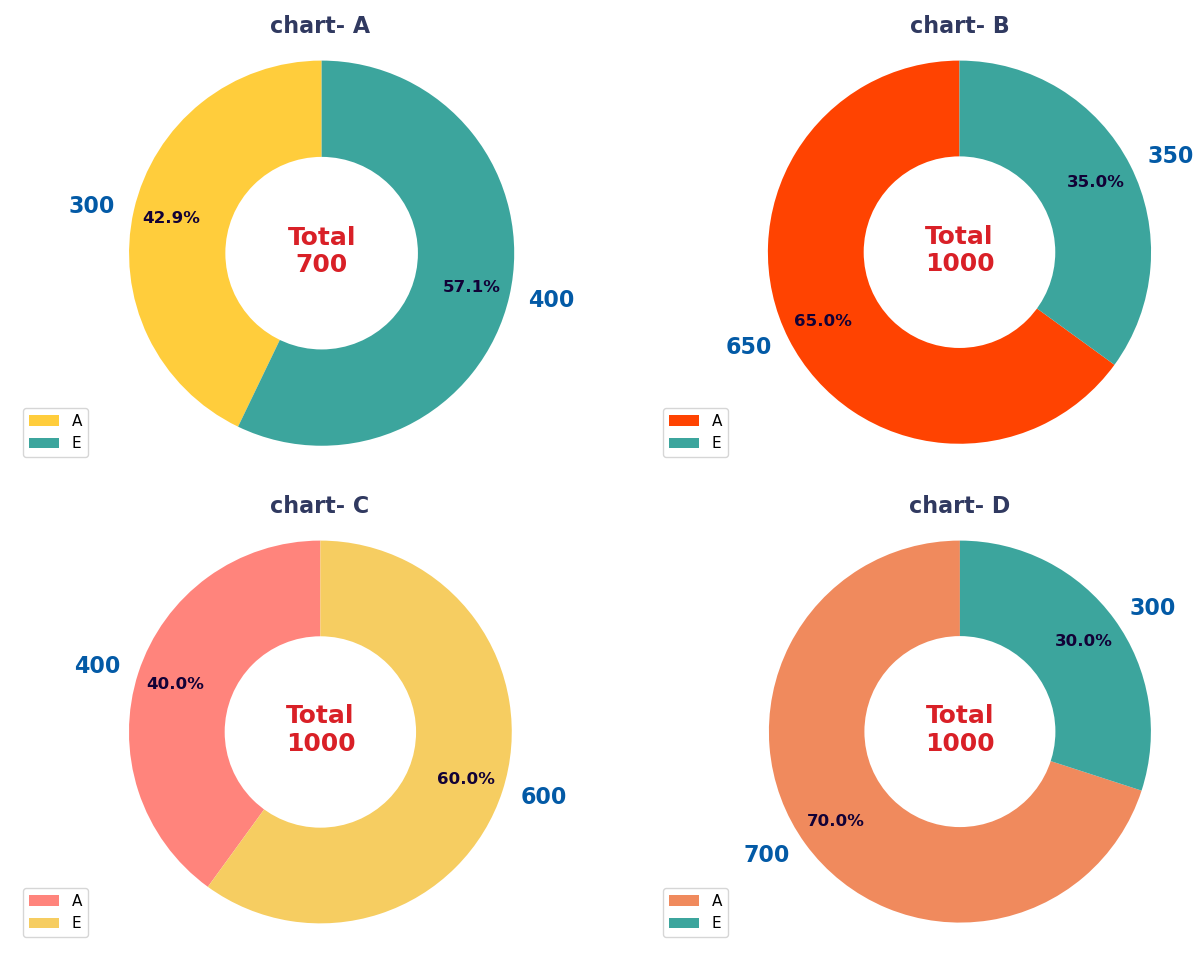 chart- A
300
42.9%
Total
700
57.1%
400
A
E
chart- B
350
35.0%
Total
1000
65.0%
650
A
E
chart- C
400
40.0%
Total
1000
60.0%
600
A
E
chart- D
300
30.0%
Total
1000
70.0%
700
A
E